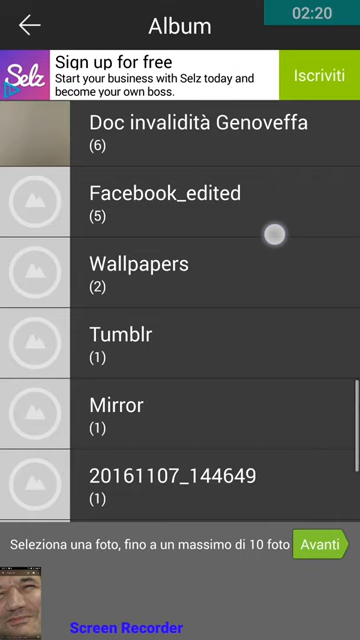 02:20
Album
Selz
Sign up for free
Start your business with Selz today and
become your own boss.
Iscriviti
Doc invalidità Genoveffa
(6)
Facebook_edited
(5)
Wallpapers
(2)
Tumblr
(1)
Mirror
(1)
20161107_144649
(1)
Seleziona una foto, fino a un massimo di 10 foto
Avanti
Screen Recorder